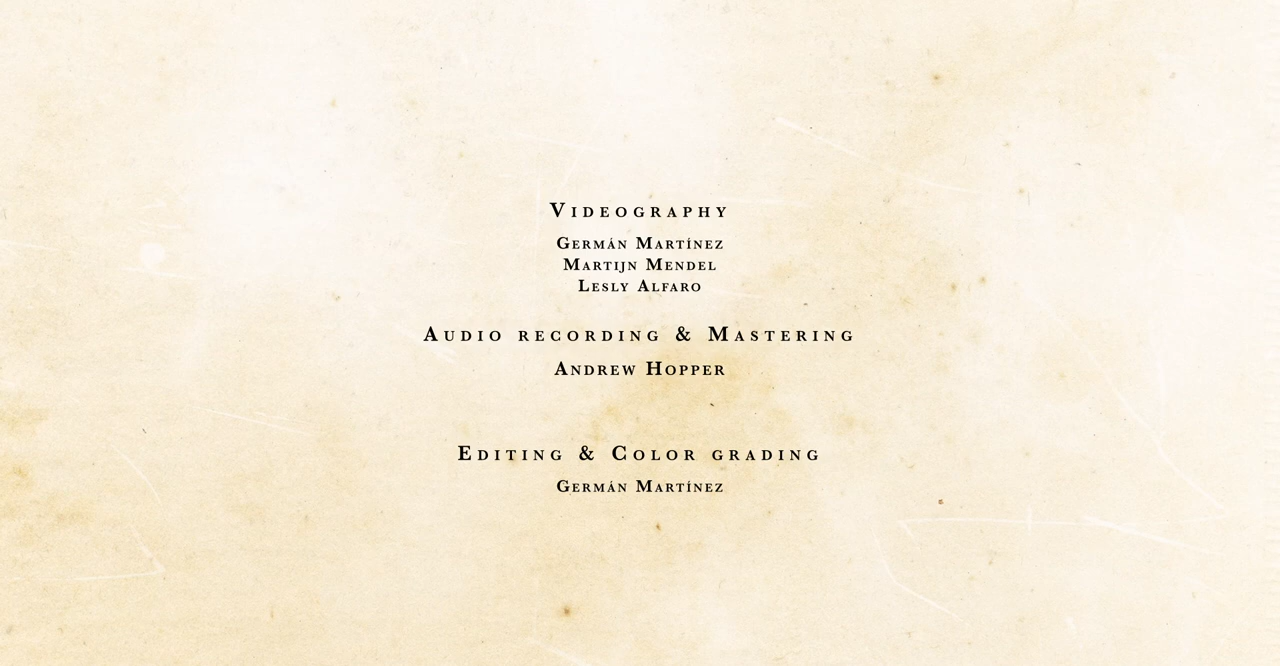 Videography
Germán Martínez
Martijn Mendel
Lesly Alfaro
Audio recording & Mastering
Andrew Hopper
Editing & Color grading
Germán Martínez